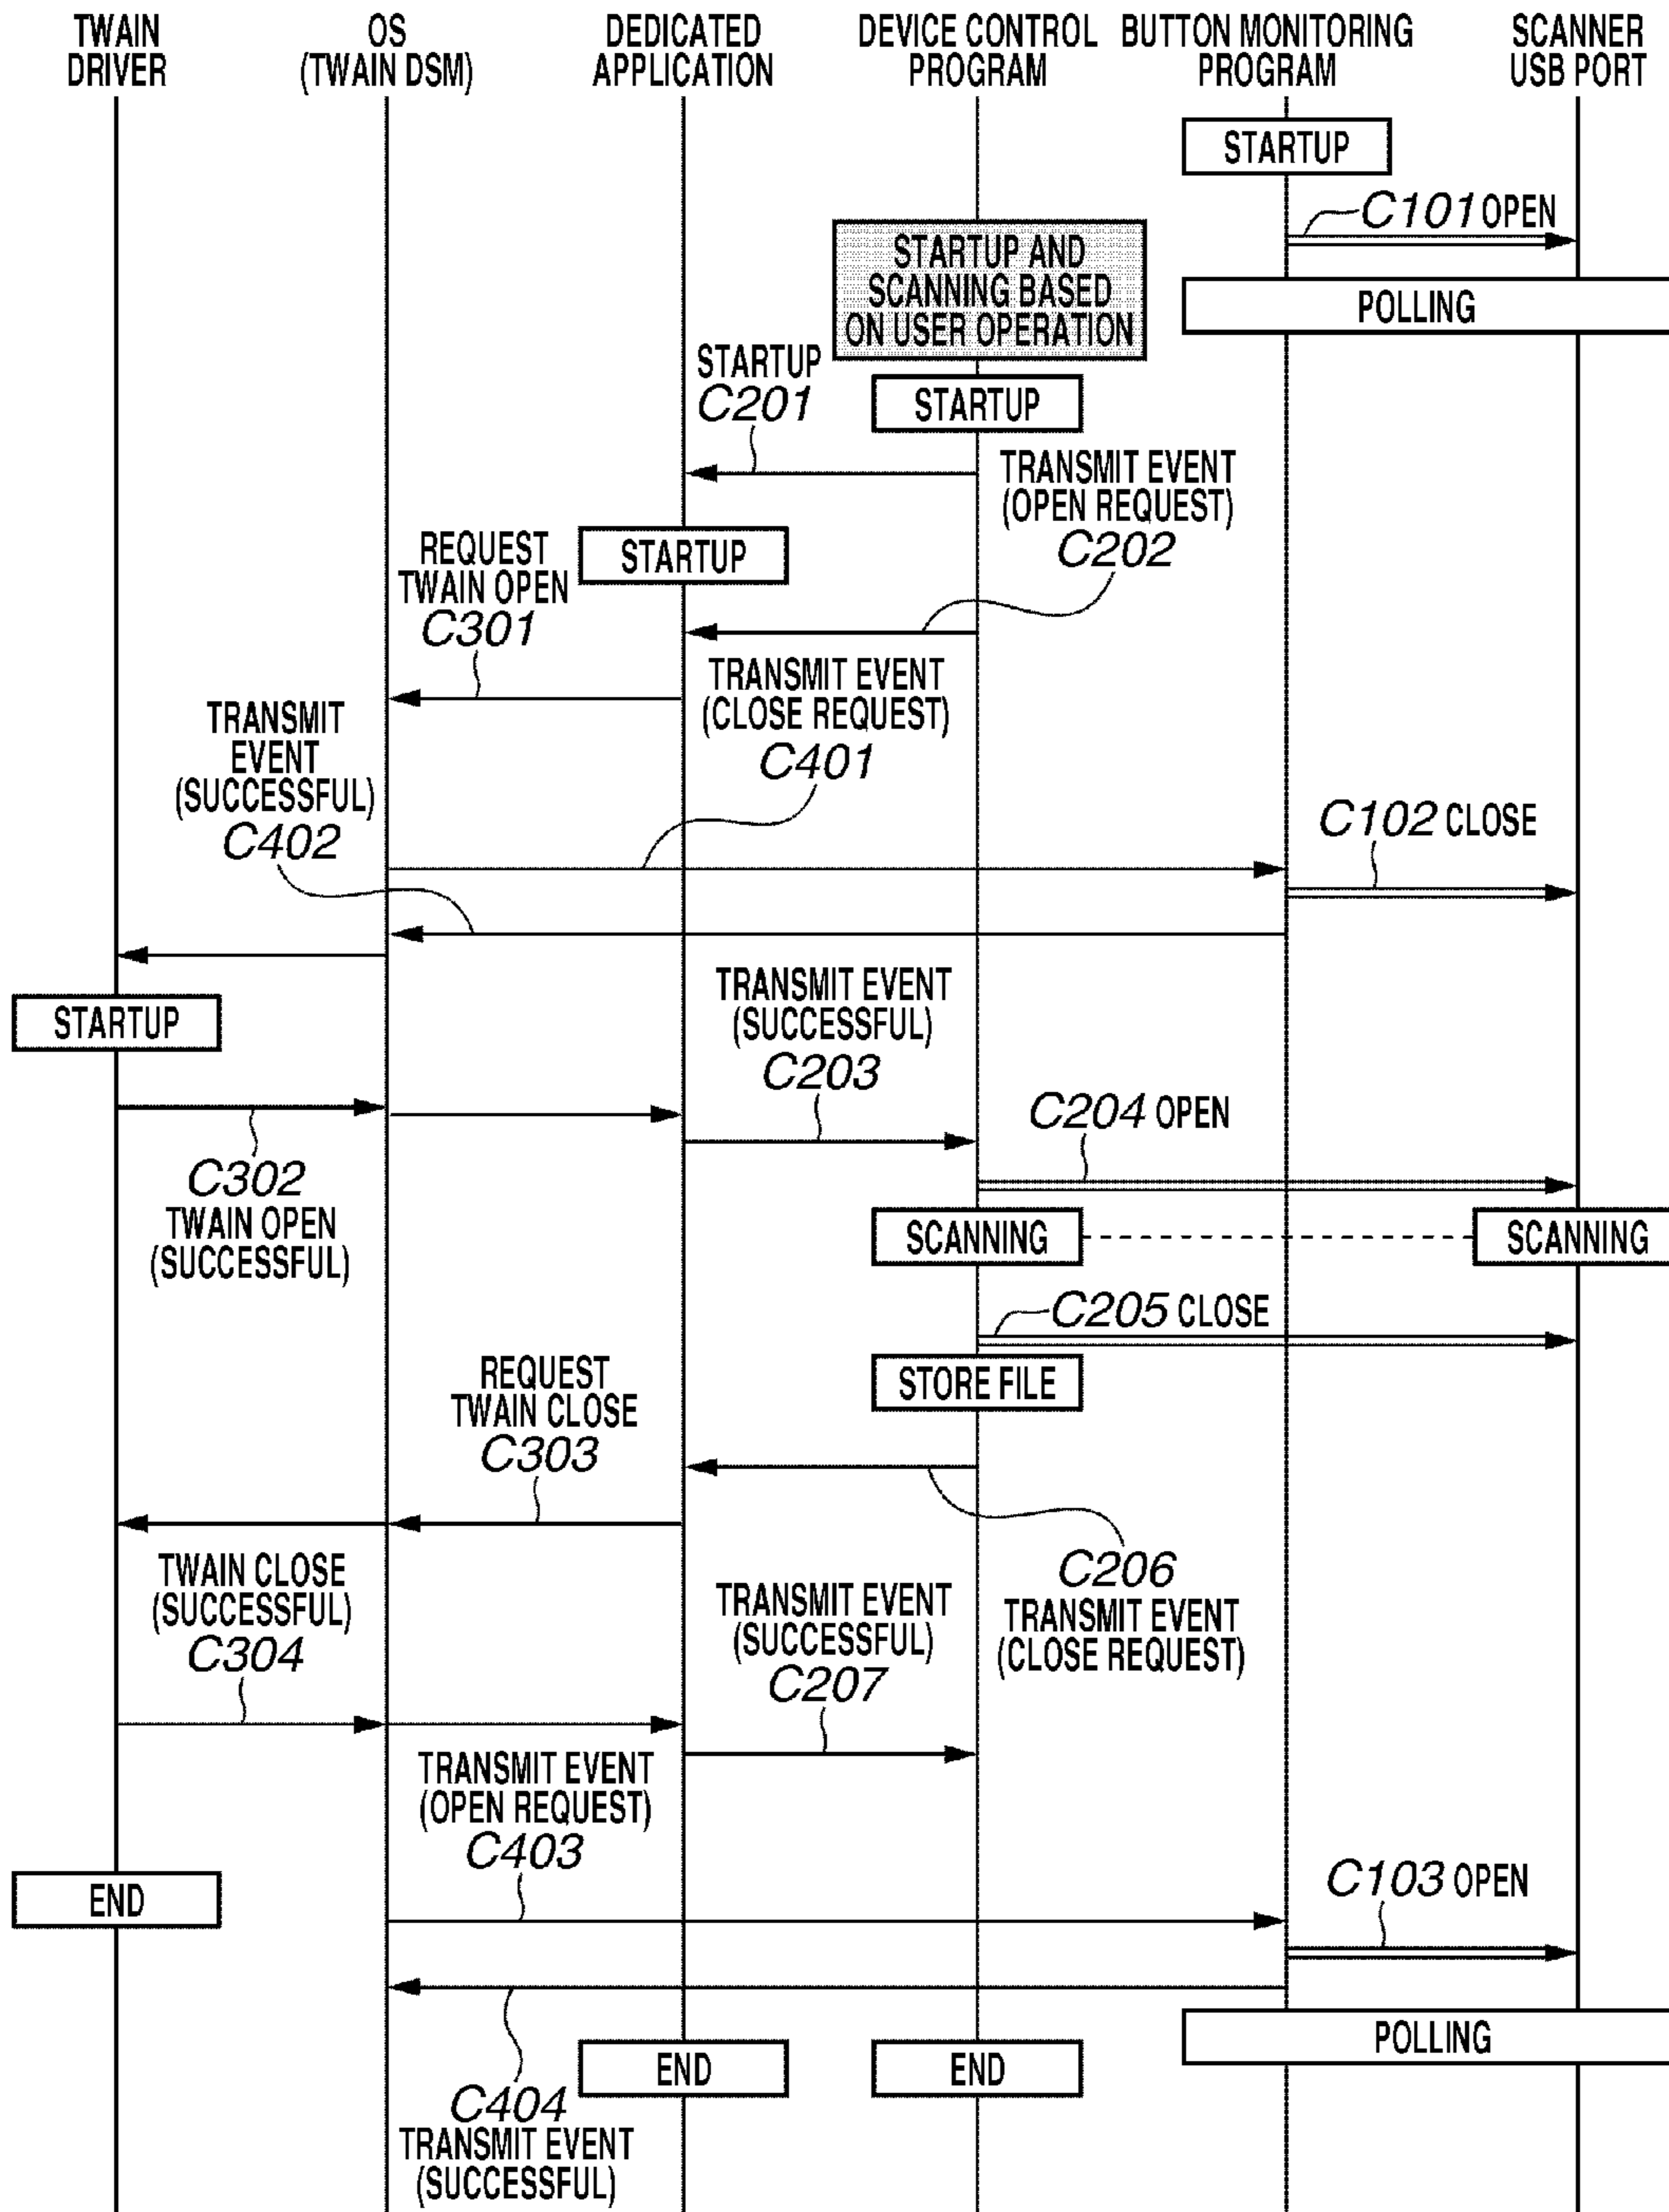 TWAIN
DRIVER
OS
(TWAIN DSM)
DEDICATED
APPLICATION
DEVICE CONTROL
PROGRAM
BUTTON MONITORING
PROGRAM
SCANNER
USB PORT
STARTUP
C101 OPEN
STARTUP AND
SCANNING BASED
ON USER OPERATION
POLLING
STARTUP
C201
STARTUP
TRANSMIT EVENT
(OPEN REQUEST)
C202
STARTUP
REQUEST
TWAIN OPEN
C301
TRANSMIT EVENT
(CLOSE REQUEST)
C401
TRANSMIT
EVENT
(SUCCESSFUL)
C402
C102 CLOSE
STARTUP
TRANSMIT EVENT
(SUCCESSFUL)
C203
C204 OPEN
C302
TWAIN OPEN
(SUCCESSFUL)
SCANNING
SCANNING
C205 CLOSE
STORE FILE
REQUEST
TWAIN CLOSE
C303
C206
TRANSMIT EVENT
(CLOSE REQUEST)
TWAIN CLOSE
(SUCCESSFUL)
C304
TRANSMIT EVENT
(SUCCESSFUL)
C207
TRANSMIT EVENT
(OPEN REQUEST)
C403
END
C103 OPEN
POLLING
END
END
C404
TRANSMIT EVENT
(SUCCESSFUL)